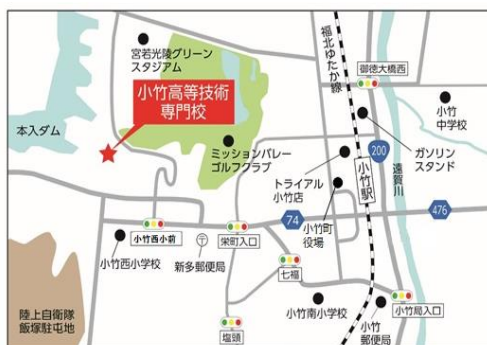 宮若光陵グリーン
スタジアム
小竹高等技術
専門校
本入ダム
福北ゆたか線
御徳大橋西
小竹
中学校
ミッションバレー
ゴルフクラブ
トライアル
小竹店
200
ガソリン
スタンド
遠賀川
小竹駅
小竹町
役場
74
476
小竹西小前
新多郵便局
栄町入口
小竹西小学校
七福
陸上自衛隊
飯塚駐屯地
塩頭
小竹南小学校
小竹
郵便局
小竹局入口